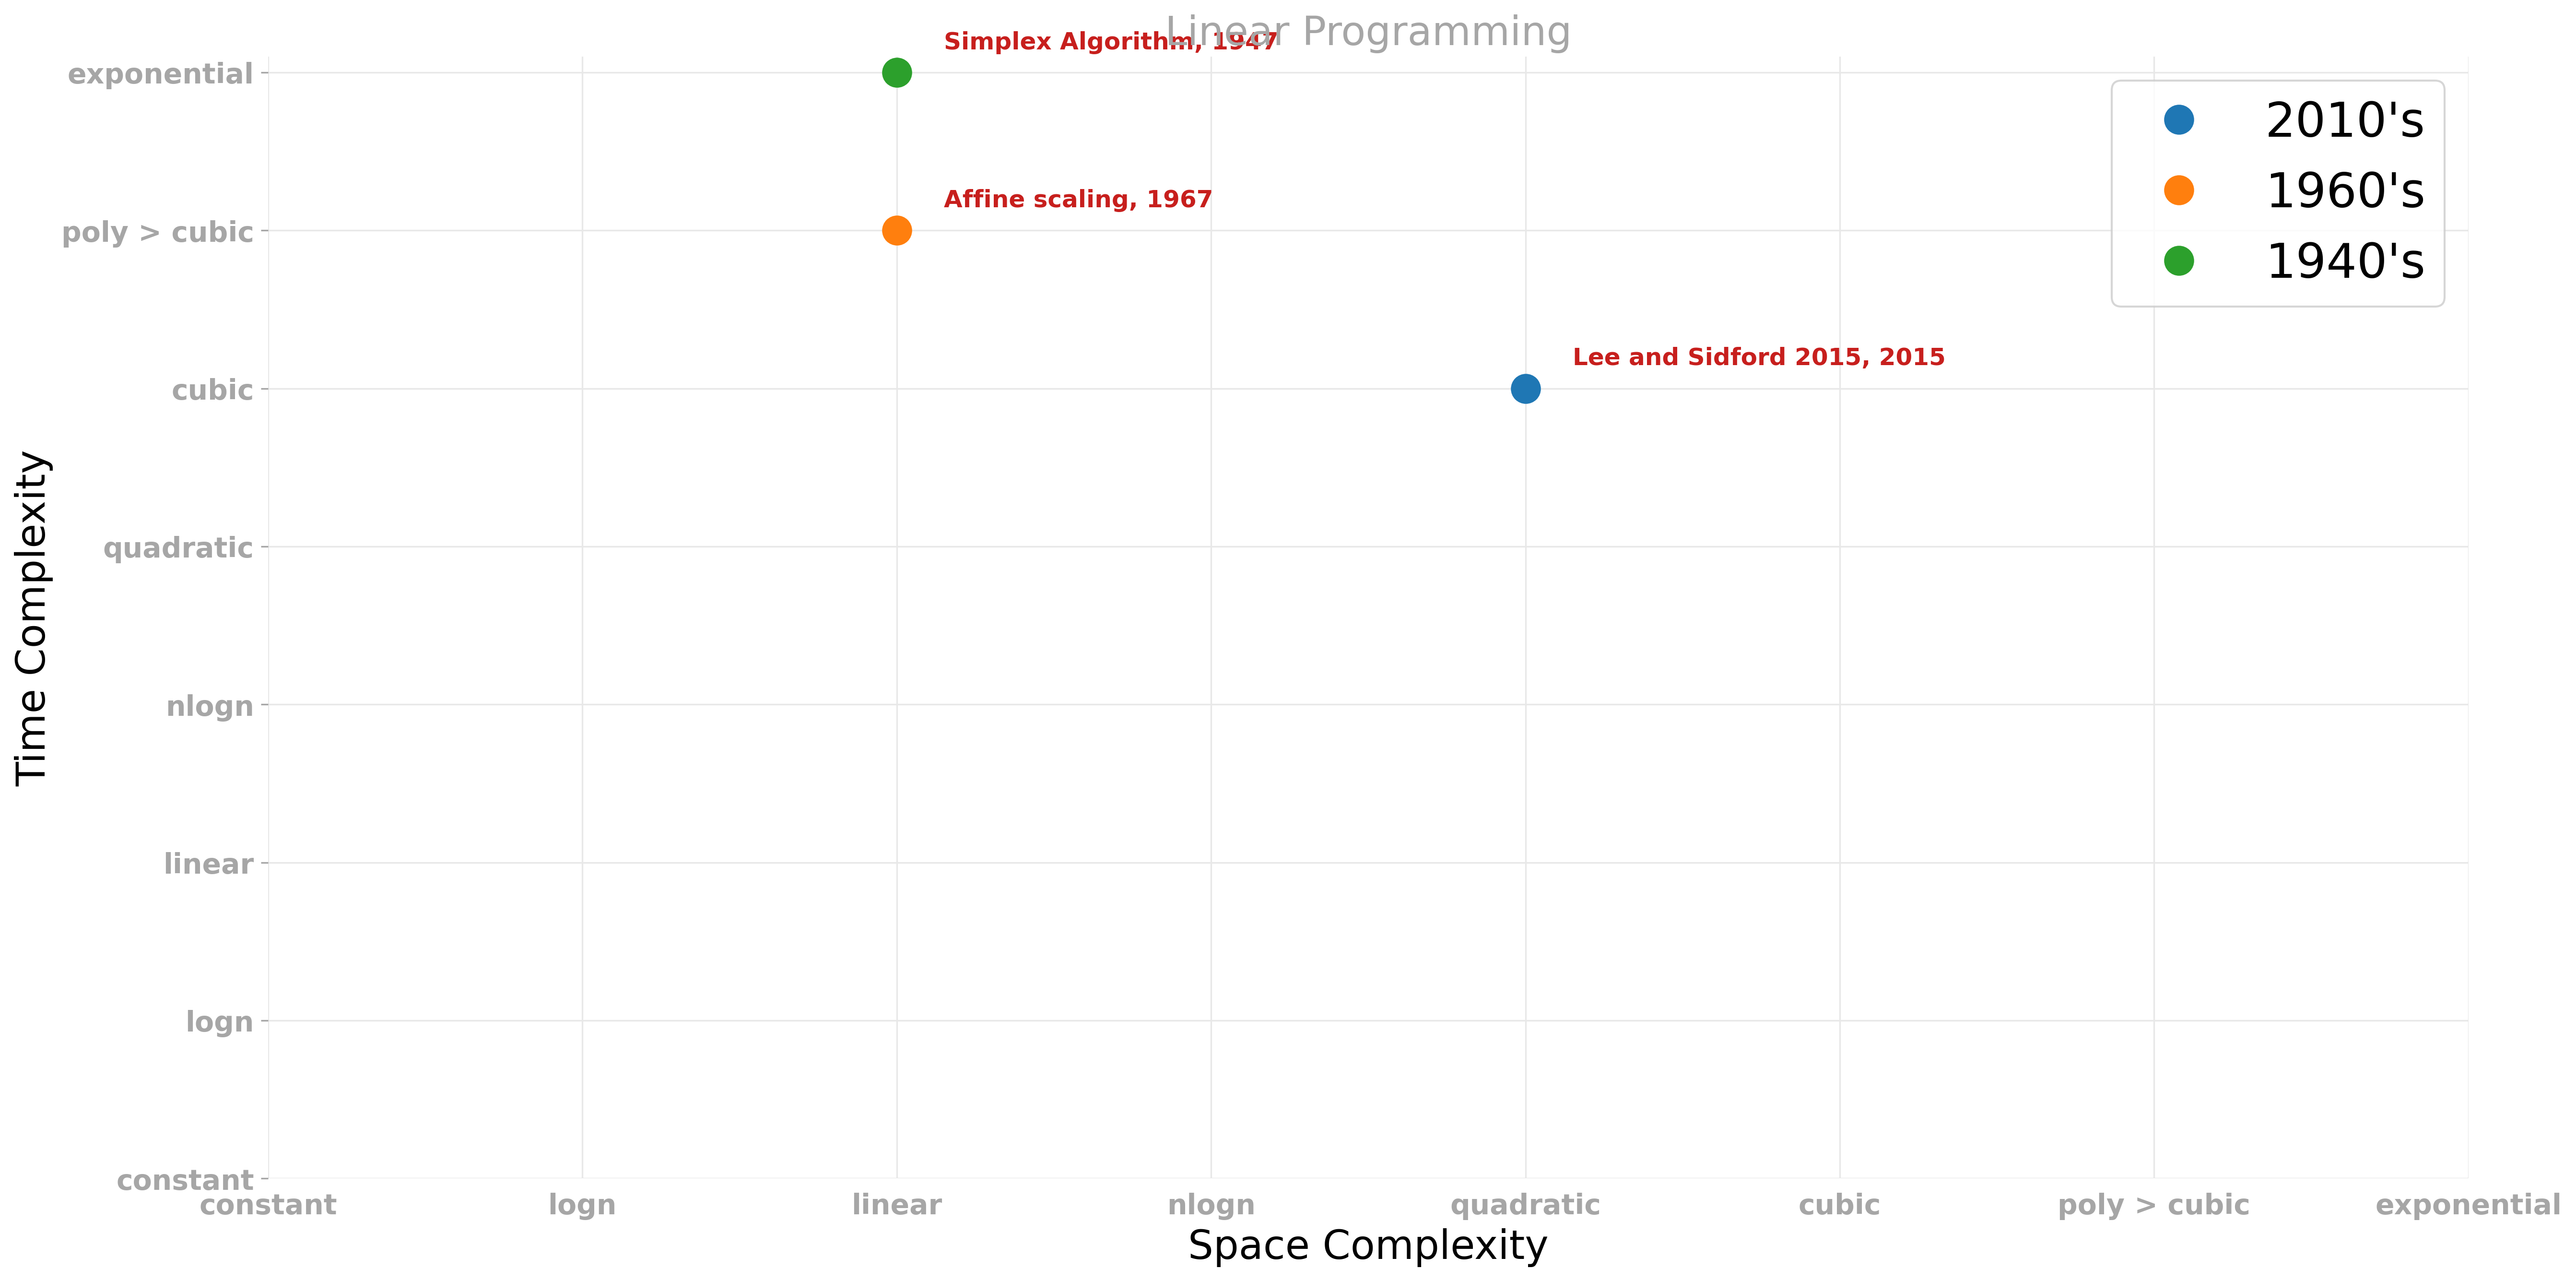 Linear Programming
Simplex Algorithm, 1947
Affine scaling, 1967
Lee and Sidford 2015, 2015
2010's
1960's
1940's
Time Complexity
exponential
poly > cubic
cubic
quadratic
nlogn
linear
logn
constant
constant
logn
linear
nlogn
quadratic
cubic
poly > cubic
exponential
Space Complexity